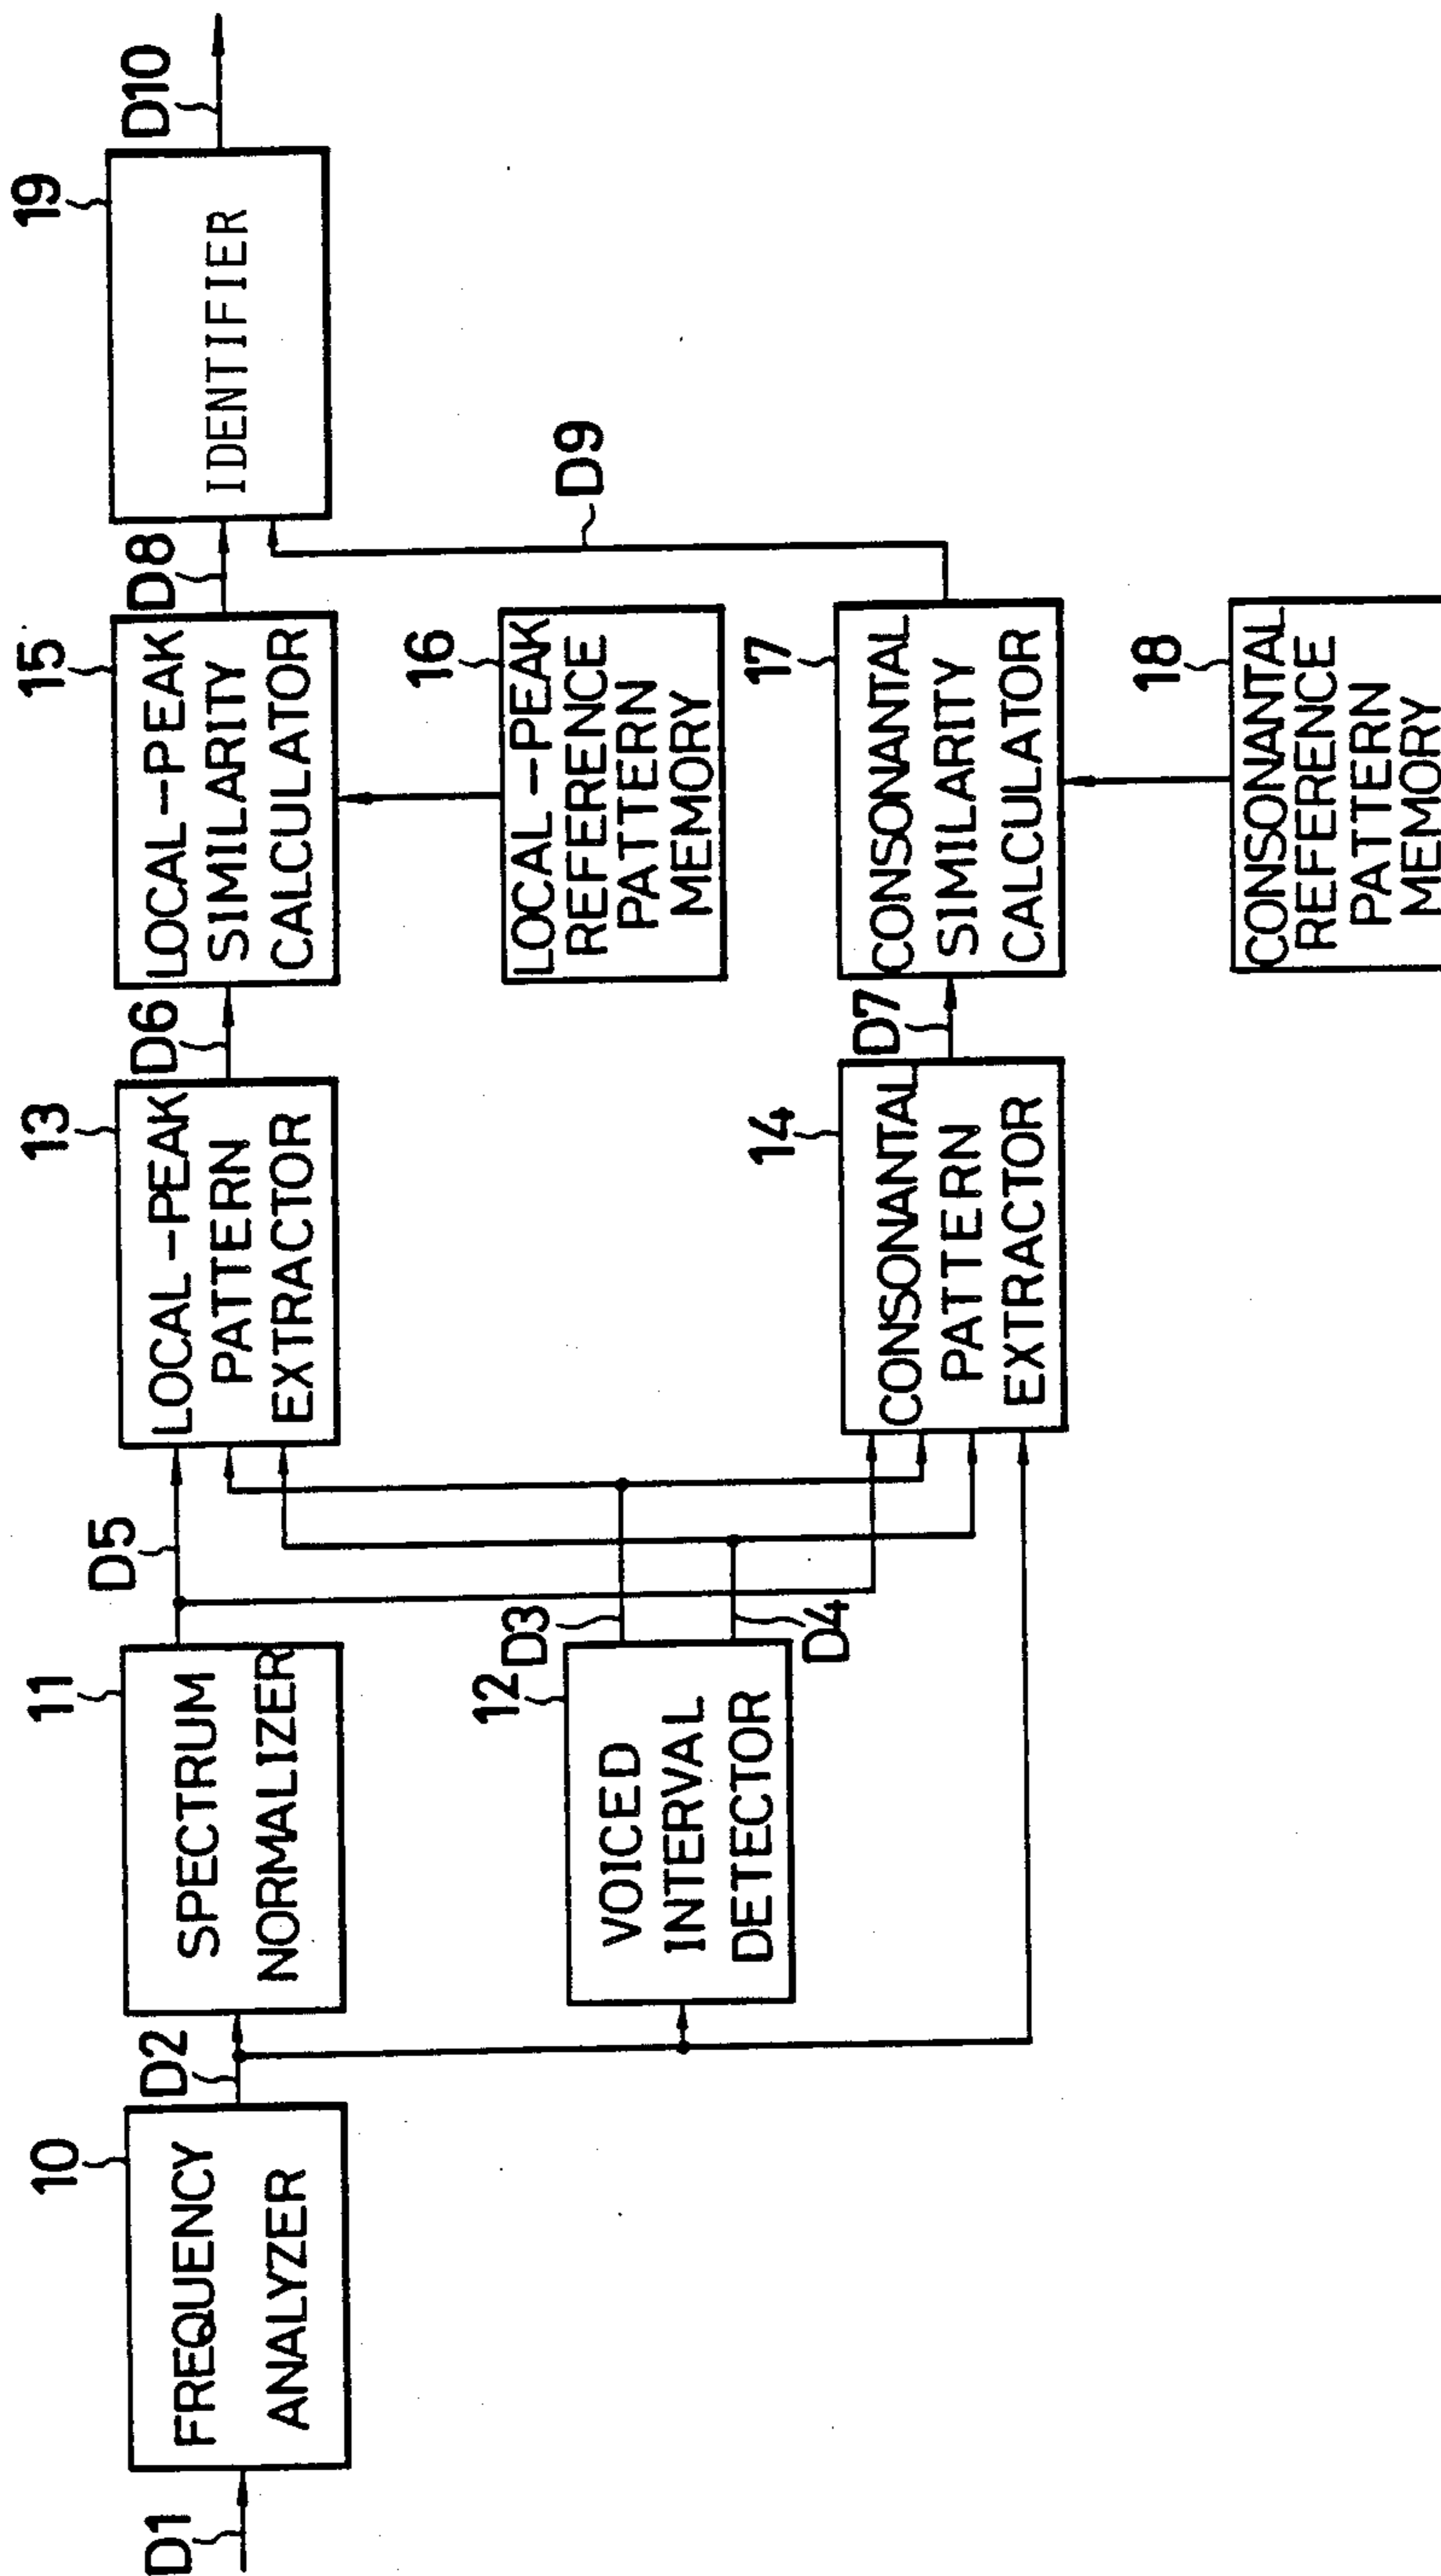 D1
10
FREQUENCY
ANALYZER
D2
11
SPECTRUM
NORMALIZER
12
VOICED
INTERVAL
DETECTOR
D3
D4
D5
13
LOCAL-PEAK
PATTERN
EXTRACTOR
14
CONSONANTAL
PATTERN
EXTRACTOR
D6
D7
15
LOCAL-PEAK
SIMILARITY
CALCULATOR
16
LOCAL-PEAK
REFERENCE
PATTERN
MEMORY
17
CONSONANTAL
SIMILARITY
CALCULATOR
18
CONSONANTAL
REFERENCE
PATTERN
MEMORY
D8
D9
19
IDENTIFIER
D10